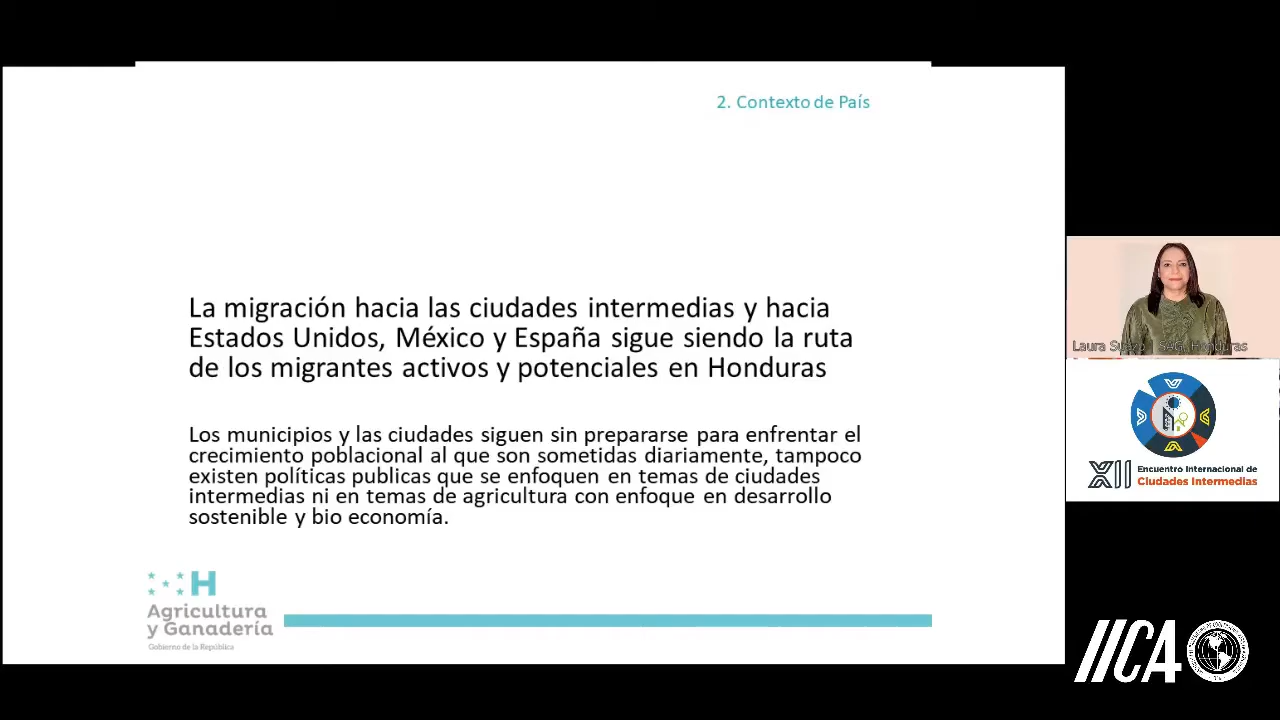 2. Contexto de País
La migración hacia las ciudades intermedias y hacia
Estados Unidos, México y España sigue siendo la ruta
de los migrantes activos y potenciales en Honduras
Los municipios y las ciudades siguen sin prepararse para enfrentar el
crecimiento poblacional al que son sometidas diariamente, tampoco
existen políticas publicas que se enfoquen en temas de ciudades
intermedias ni en temas de agricultura con enfoque en desarrollo
sostenible y bio economía.
H
Agricultura
y Ganadería
Gobierno de la República
Laura SAG, Honduras
XII Encuentro Internacional de
Ciudades Intermedias
IICA